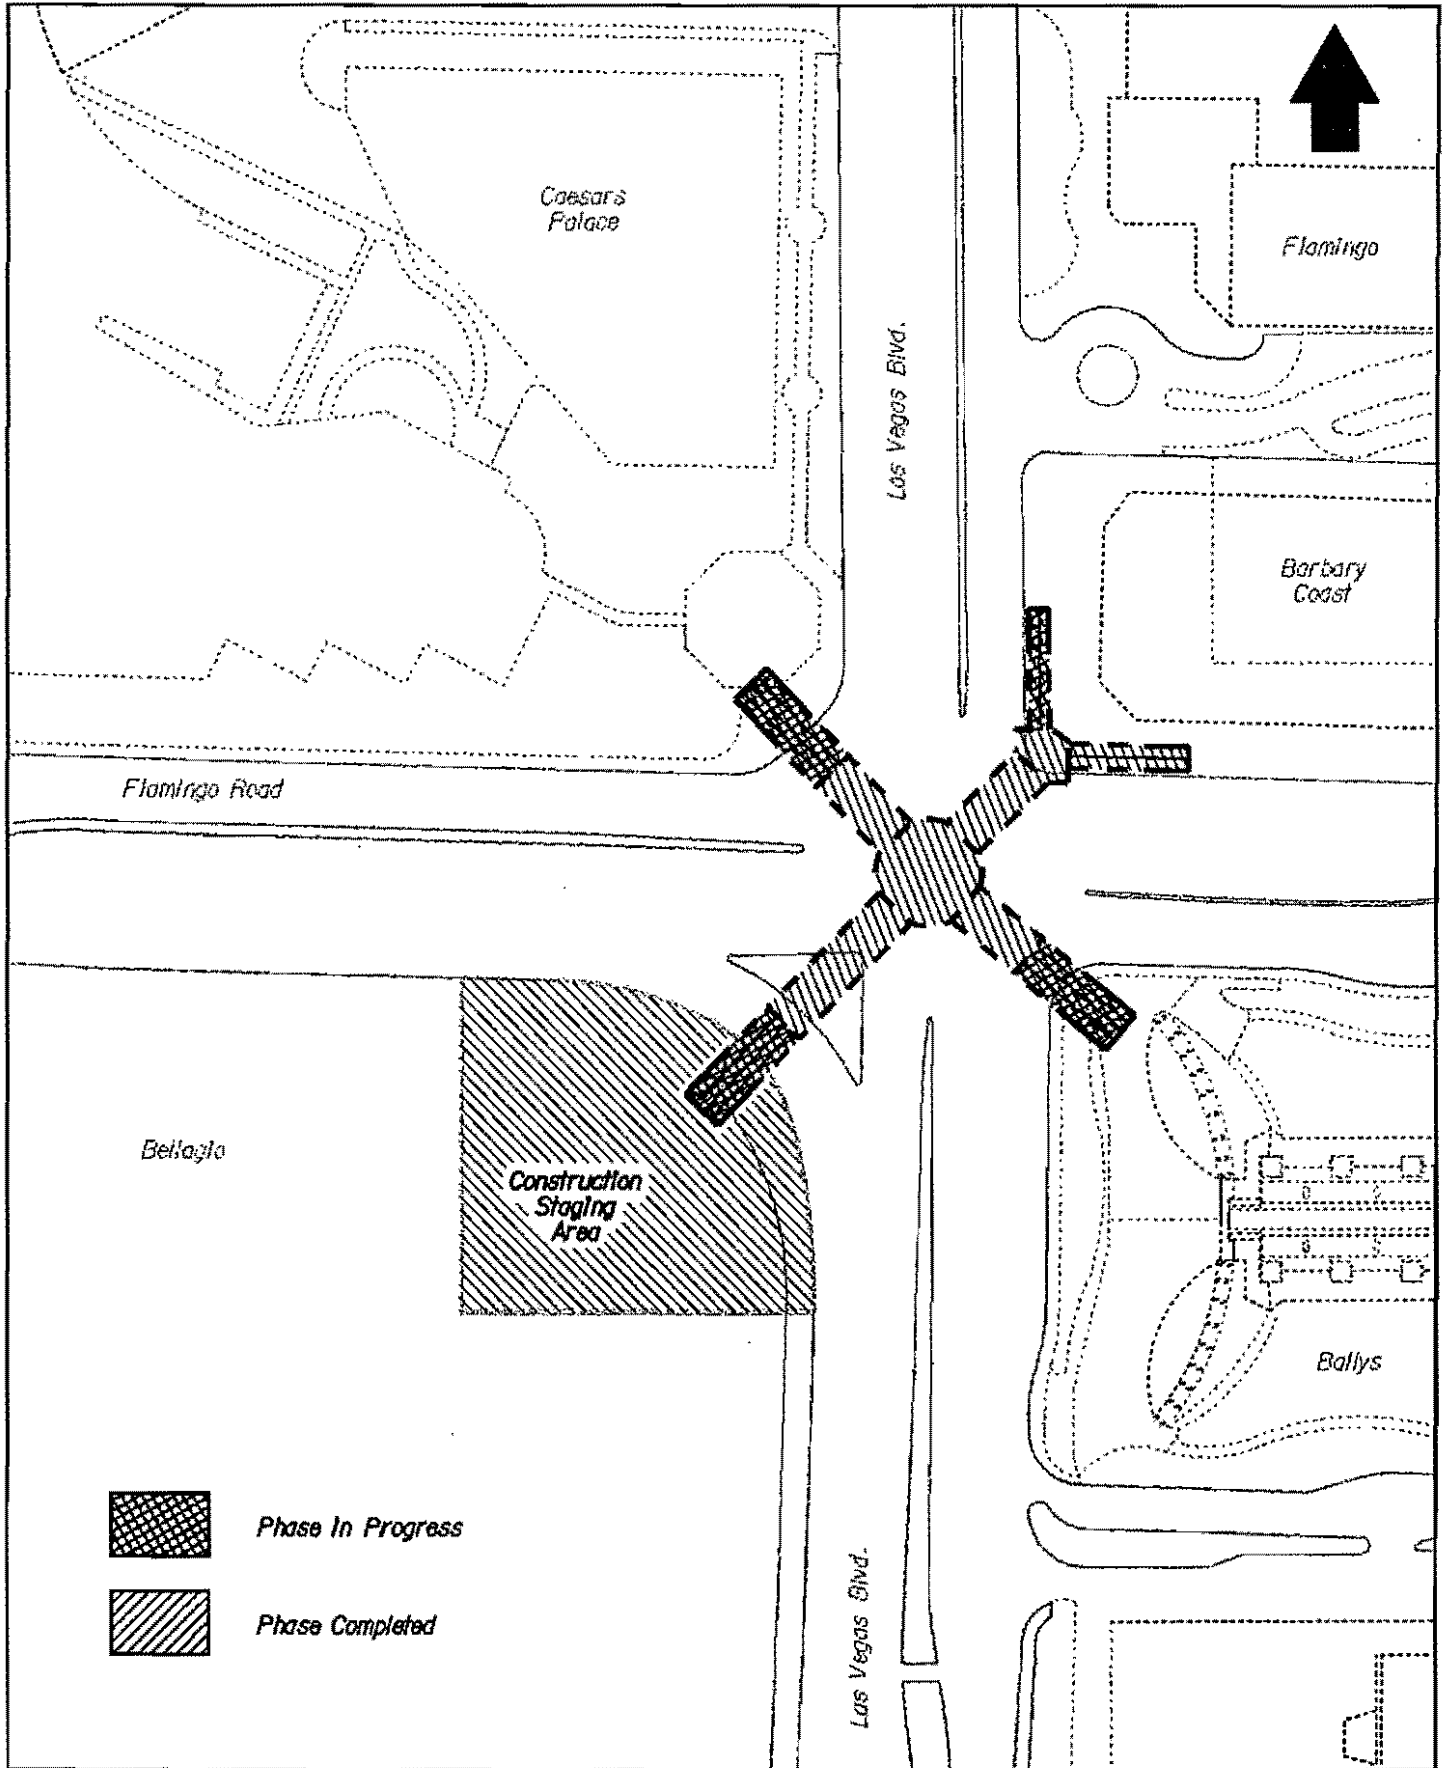 Caesars
Palace
Flamingo
Las Vegas Blvd.
Barbary
Coast
Flamingo Road
Bellagio
Construction
Staging
Area
Ballys
Phase In Progress
Phase Completed
Las Vegas Blvd.